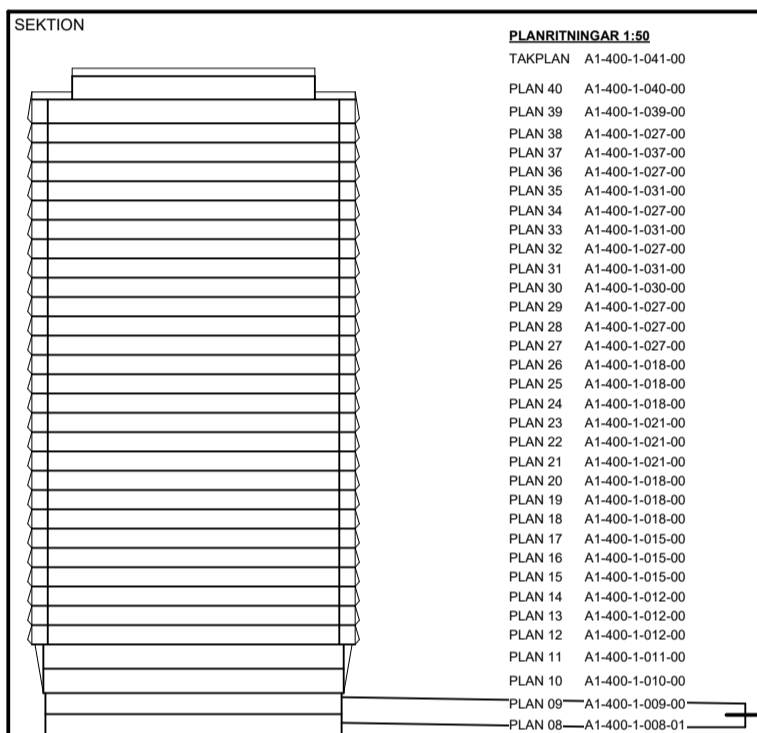 SEKTION
PLANRITNINGAR 1:50
TAKPLAN A1-400-1-041-00
PLAN 40 A1-400-1-040-00
PLAN 39 A1-400-1-039-00
PLAN 38 A1-400-1-027-00
PLAN 37 A1-400-1-037-00
PLAN 36 A1-400-1-027-00
PLAN 35 A1-400-1-031-00
PLAN 34 A1-400-1-027-00
PLAN 33 A1-400-1-031-00
PLAN 32 A1-400-1-027-00
PLAN 31 A1-400-1-031-00
PLAN 30 A1-400-1-030-00
PLAN 29 A1-400-1-027-00
PLAN 28 A1-400-1-027-00
PLAN 27 A1-400-1-027-00
PLAN 26 A1-400-1-018-00
PLAN 25 A1-400-1-018-00
PLAN 24 A1-400-1-018-00
PLAN 23 A1-400-1-021-00
PLAN 22 A1-400-1-021-00
PLAN 21 A1-400-1-021-00
PLAN 20 A1-400-1-018-00
PLAN 19 A1-400-1-018-00
PLAN 18 A1-400-1-018-00
PLAN 17 A1-400-1-015-00
PLAN 16 A1-400-1-015-00
PLAN 15 A1-400-1-015-00
PLAN 14 A1-400-1-012-00
PLAN 13 A1-400-1-012-00
PLAN 12 A1-400-1-012-00
PLAN 11 A1-400-1-011-00
PLAN 10 A1-400-1-010-00
PLAN 09 A1-400-1-009-00
PLAN 08 A1-400-1-008-01